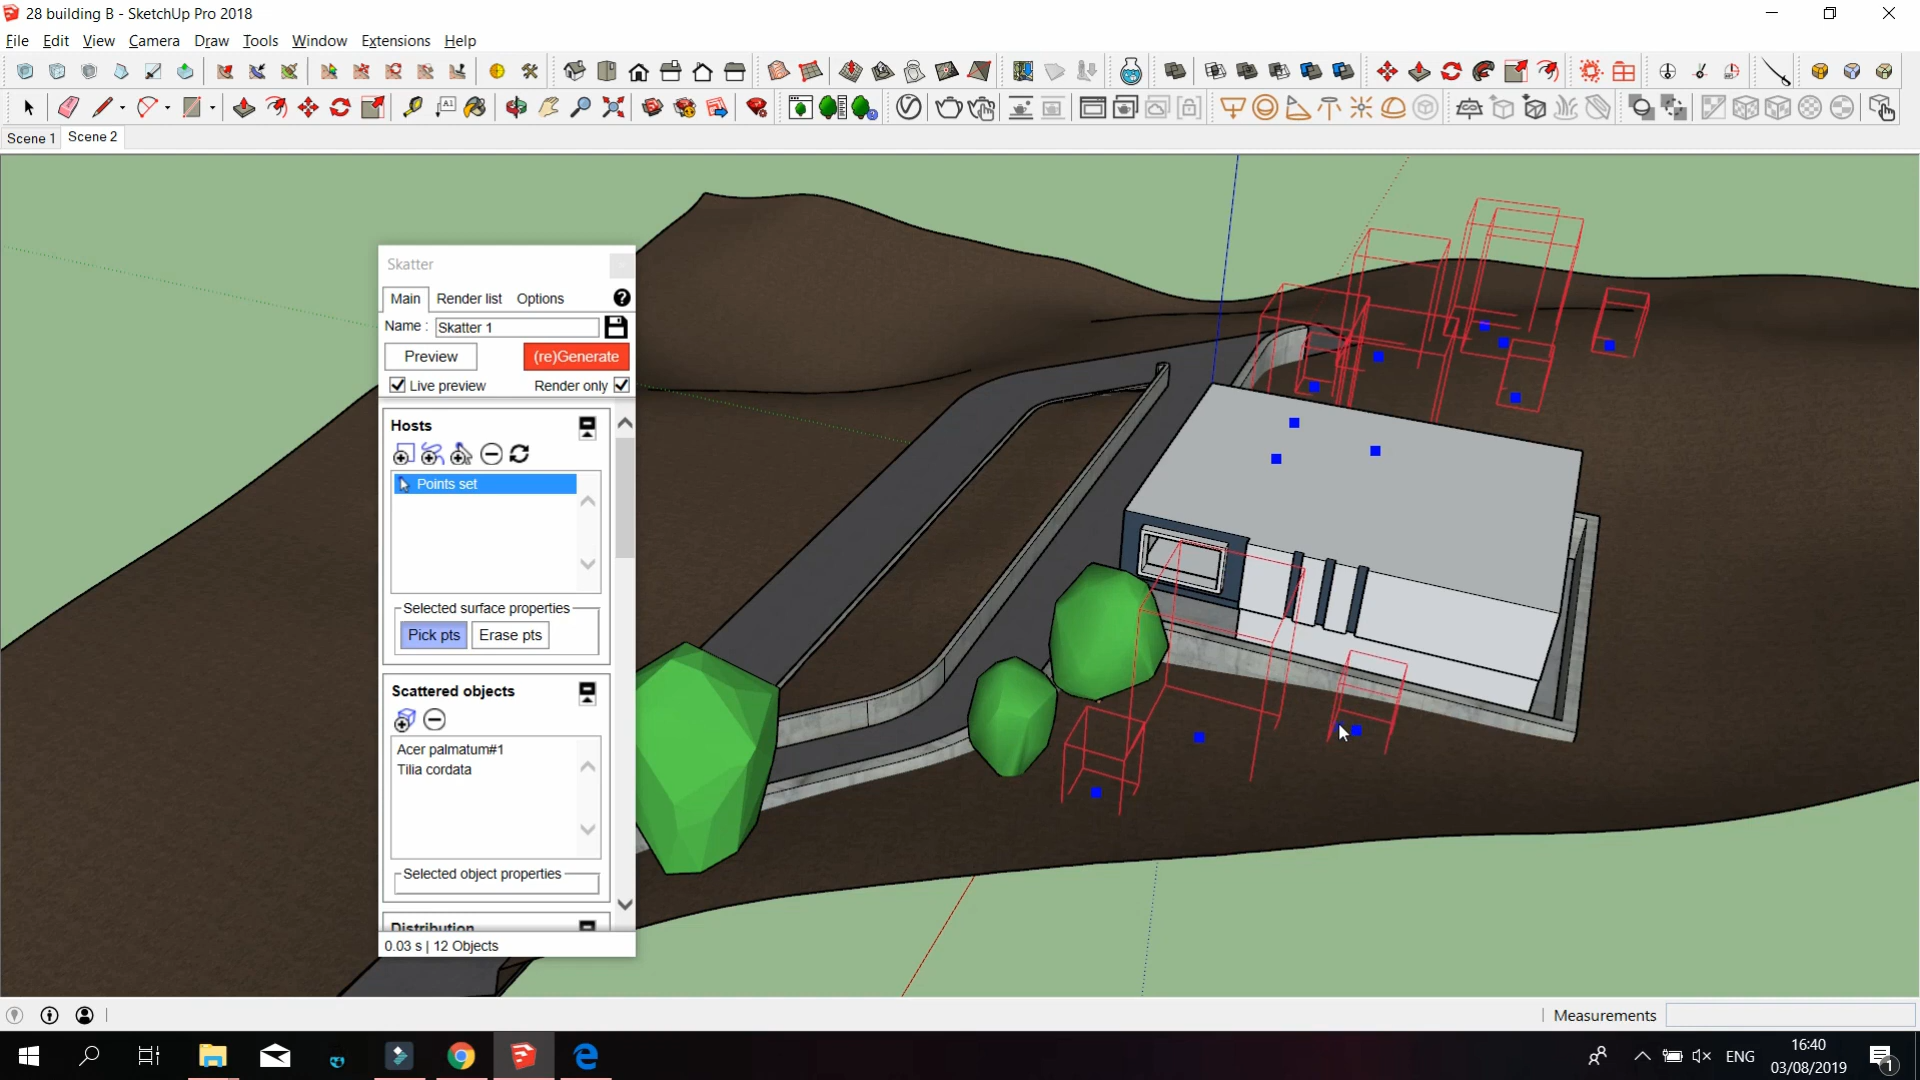 28 building B - SketchUp Pro 2018
File Edit View Camera Draw Tools Window Extensions Help
Scene 1 Scene 2
Skatter
Main Render list Options
Name : Skatter 1
Preview (re)Generate
Live preview Render only
Hosts
Points set
Selected surface properties
Pick pts Erase pts
Scattered objects
Acer palmatum#1
Tilia cordata
Selected object properties
Distribution
0.03 s | 12 Objects
Measurements
ENG
16:40
03/08/2019
1